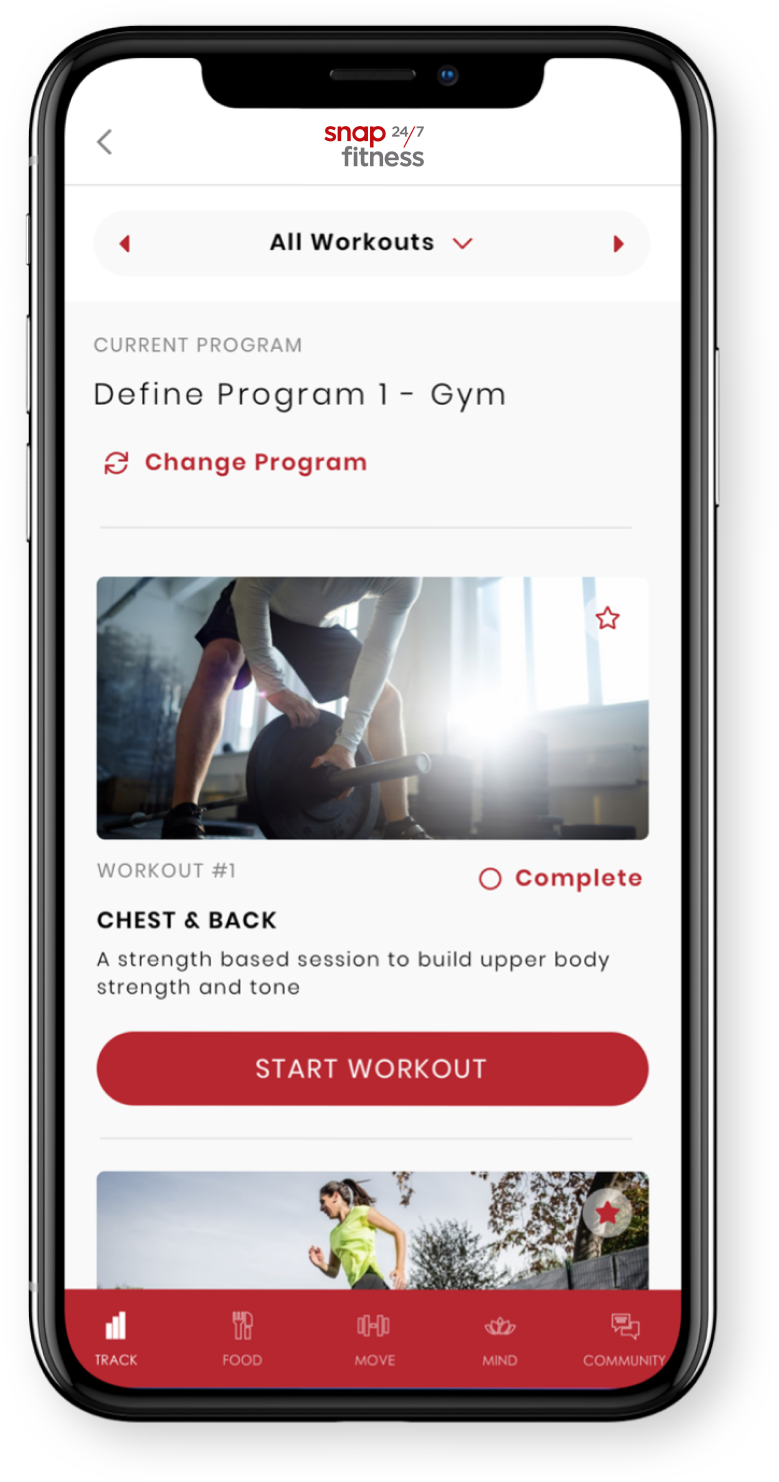 snap 24/7
fitness
All Workouts
CURRENT PROGRAM
Define Program 1 - Gym
Change Program
WORKOUT #1
Complete
CHEST & BACK
A strength based session to build upper body
strength and tone
START WORKOUT
TRACK
FOOD
MOVE
MIND
COMMUNITY